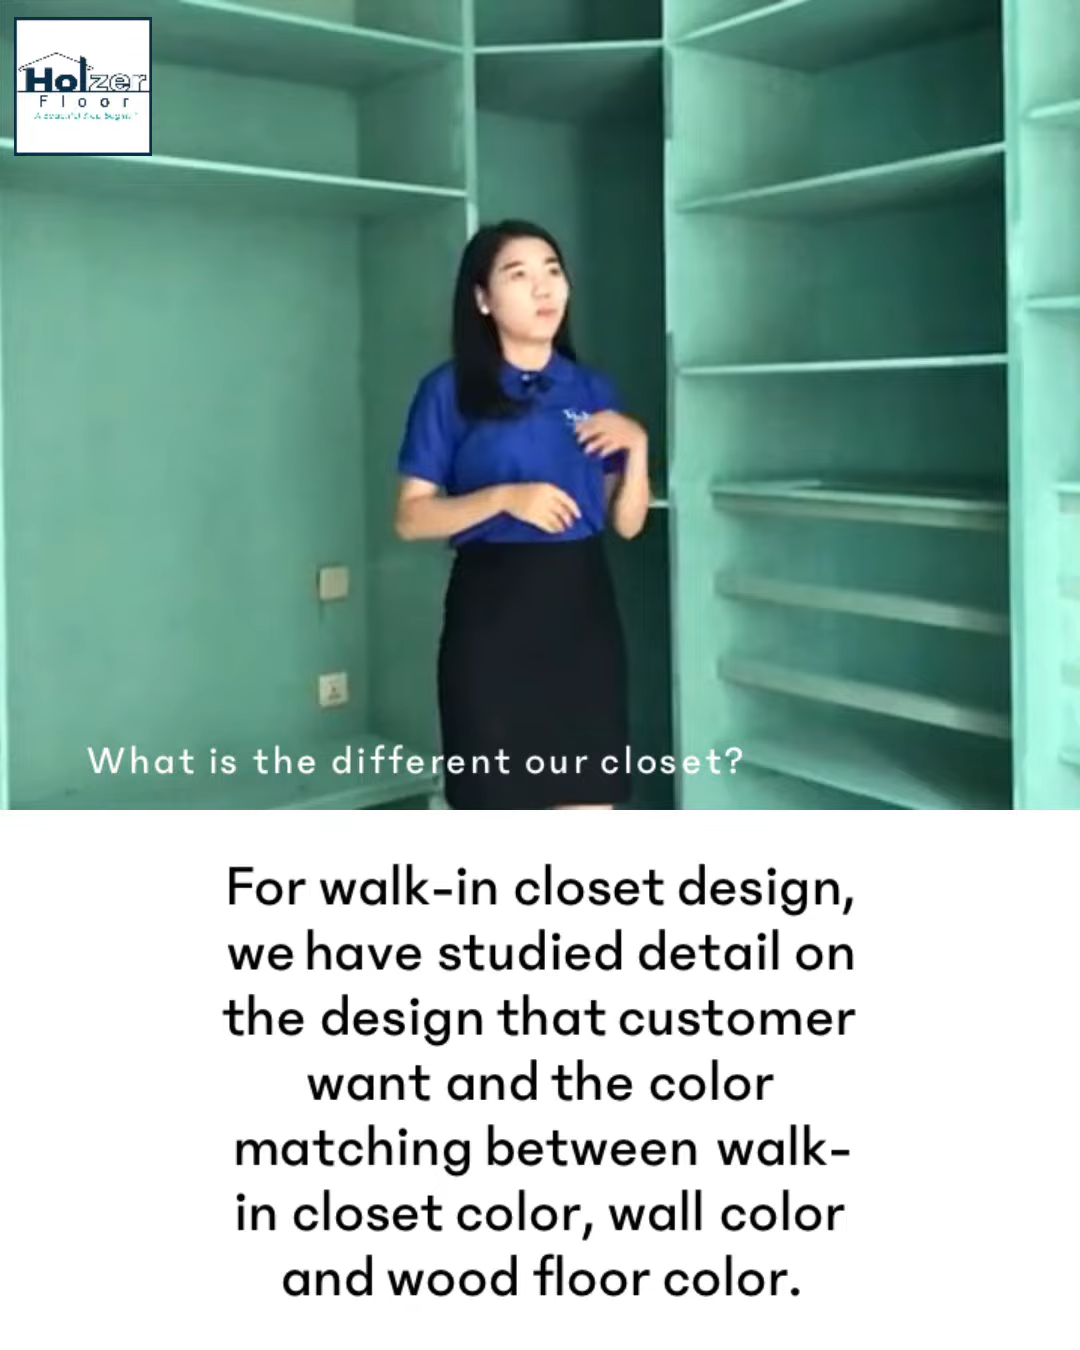 Holzer
Floor
What is the different our closet?
For walk-in closet design,
we have studied detail on
the design that customer
want and the color
matching between walk-
in closet color, wall color
and wood floor color.